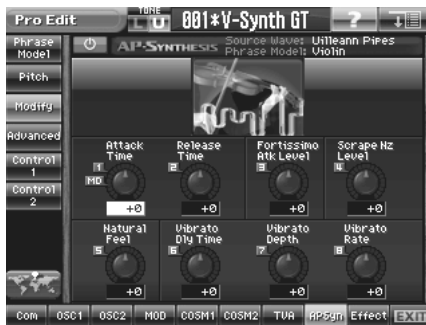 Pro Edit TONE U 001*V-Synth GT ?
Phrase Model
AP-SYNTHESIS Source Wave: Uilleann Pipes
Phrase Model: Violin
Pitch
Modify
Advanced
Control 1
Control 2
Attack Time Release Time Fortissimo Atk Level Scrape Nz Level
1 MD 2 3 4
+0 +0 +0 +0
Natural Feel Vibrato Dly Time Vibrato Depth Vibrato Rate
5 6 7 8
+0 +0 +0 +0
Com OSC1 OSC2 MOD COSM1 COSM2 TVA APSyn Effect EXIT